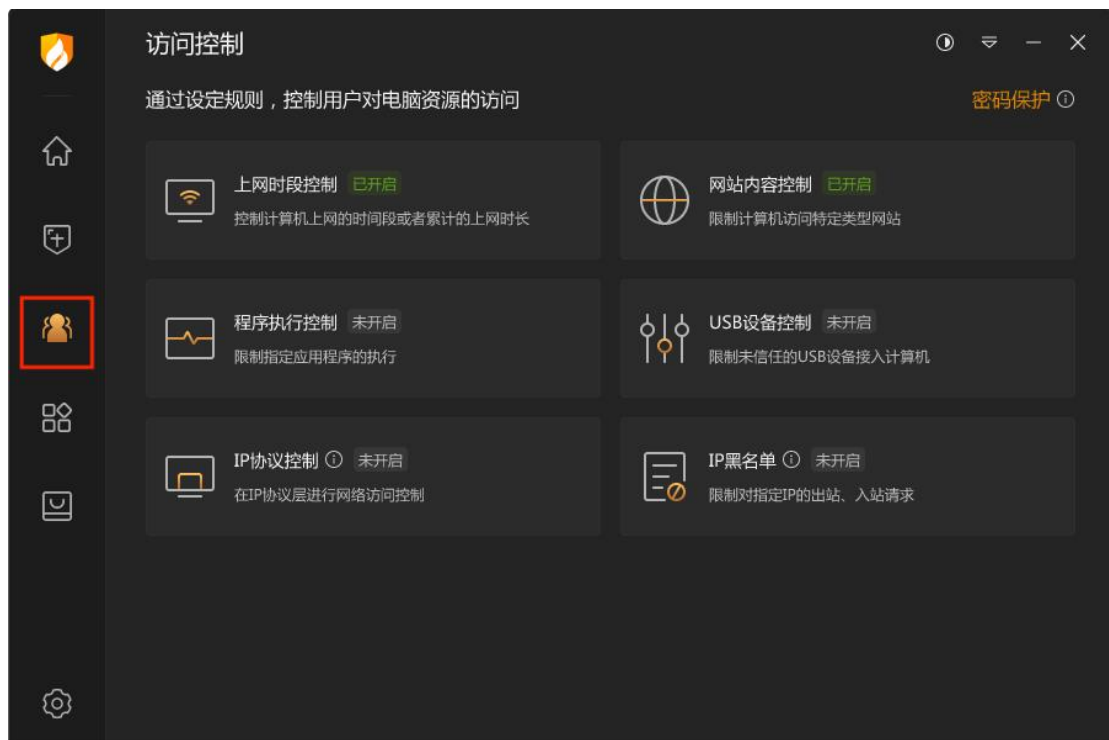 访问控制
通过设定规则，控制用户对电脑资源的访问
密码保护
上网时段控制 已开启
控制计算机上网的时间段或者累计的上网时长
网站内容控制 已开启
限制计算机访问特定类型网站
程序执行控制 未开启
限制指定应用程序的执行
USB设备控制 未开启
限制未信任的USB设备接入计算机
IP协议控制 未开启
在IP协议层进行网络访问控制
IP黑名单 未开启
限制对指定IP的出站、入站请求